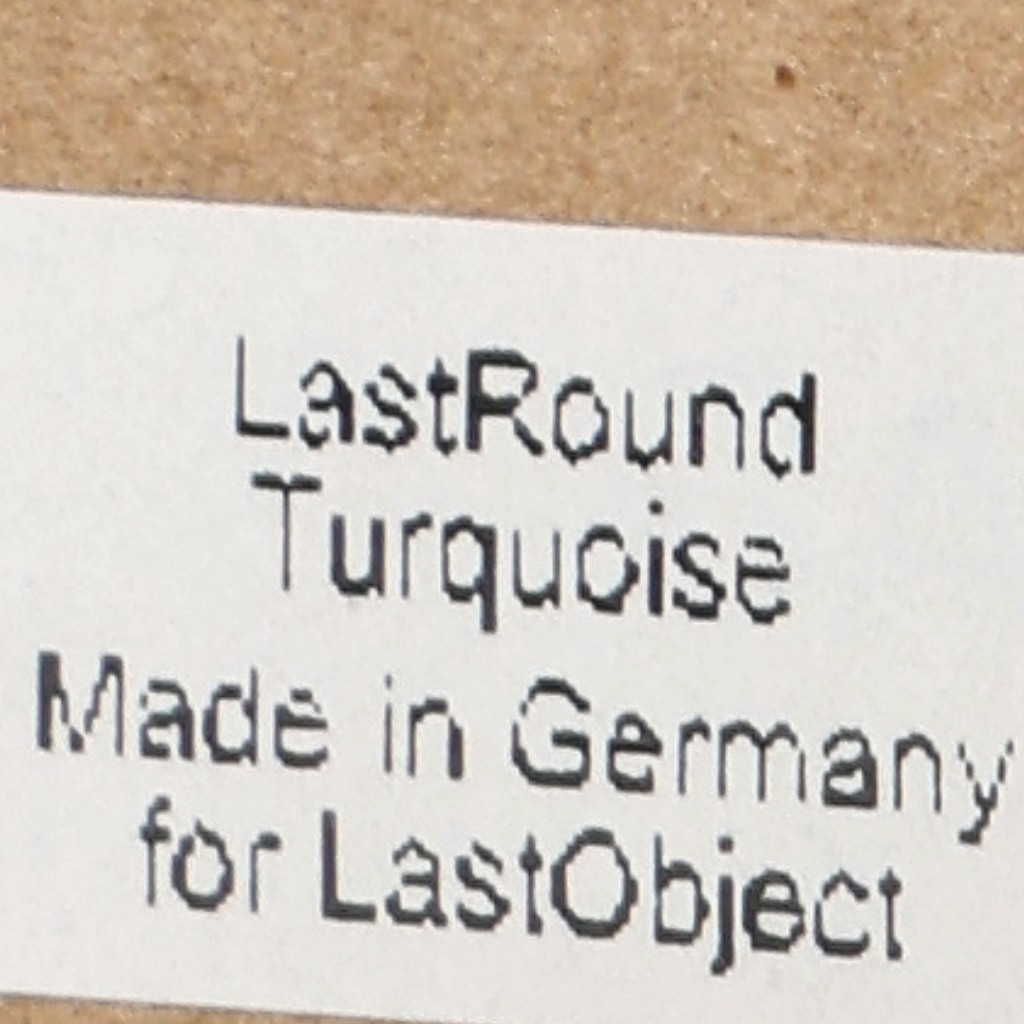 LastRound
Turquoise
Made in Germany
for LastObject